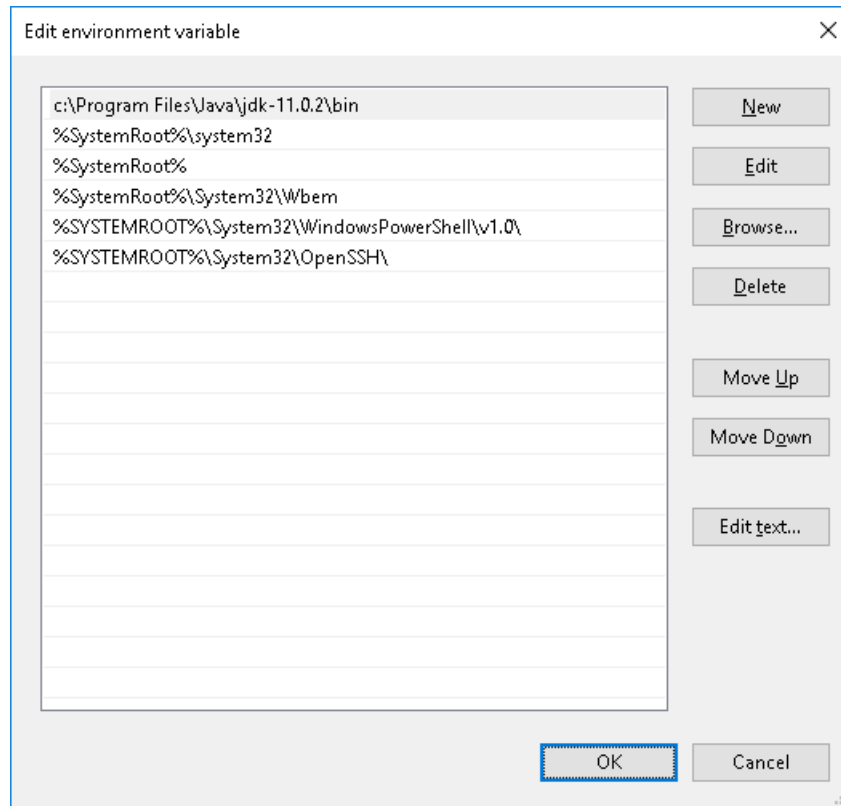 Edit environment variable
c:\Program Files\Java\jdk-11.0.2\bin
%SystemRoot%\system32
%SystemRoot%
%SystemRoot%\System32\Wbem
%SYSTEMROOT%\System32\WindowsPowerShell\v1.0\
%SYSTEMROOT%\System32\OpenSSH\
New
Edit
Browse...
Delete
Move Up
Move Down
Edit text...
OK
Cancel